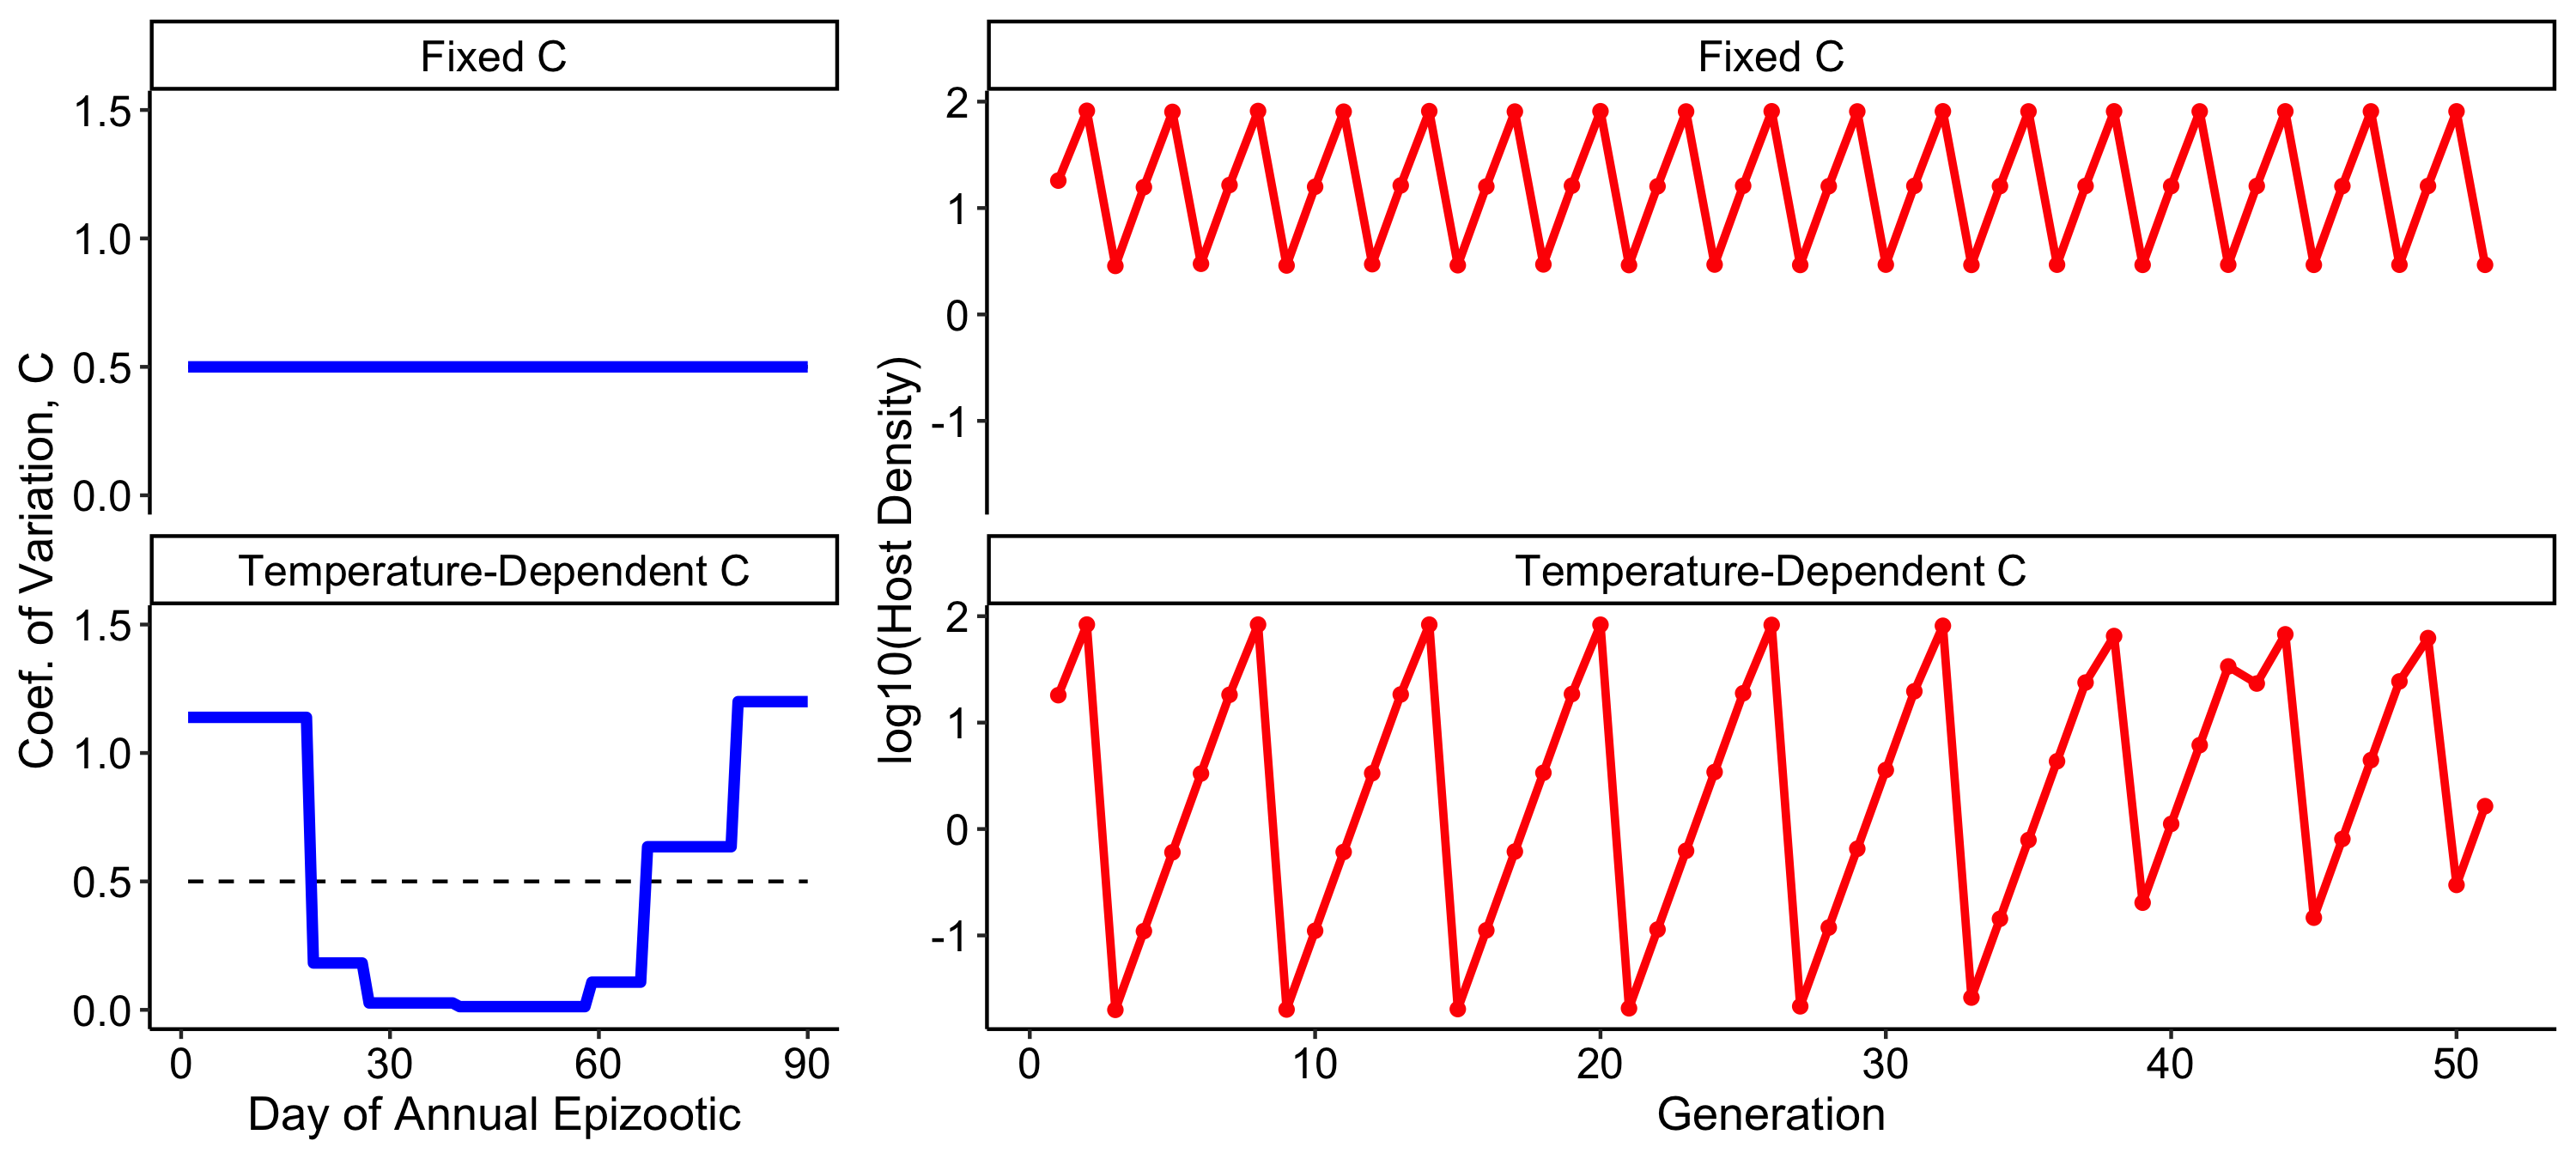 Fixed C
1.5
1.0
0.5
0.0
Temperature-Dependent C
1.5
1.0
0.5
0.0
0 30 60 90
Day of Annual Epizootic
Coef. of Variation, C
Fixed C
2
1
0
-1
Temperature-Dependent C
2
1
0
-1
0 10 20 30 40 50
Generation
log10(Host Density)